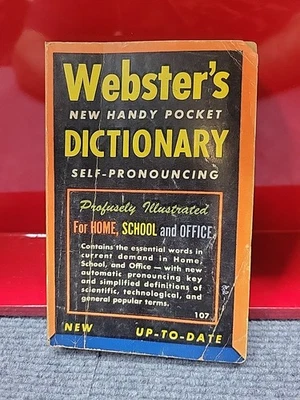 Webster's
NEW HANDY POCKET
DICTIONARY
SELF-PRONOUNCING
Profusely Illustrated
For HOME, SCHOOL and OFFICE
Contains the essential words in
current demand in Home,
School, and Office—with new
automatic pronouncing key
and simplified definitions of
scientific, technological, and
general popular terms.
107
NEW UP-TO-DATE